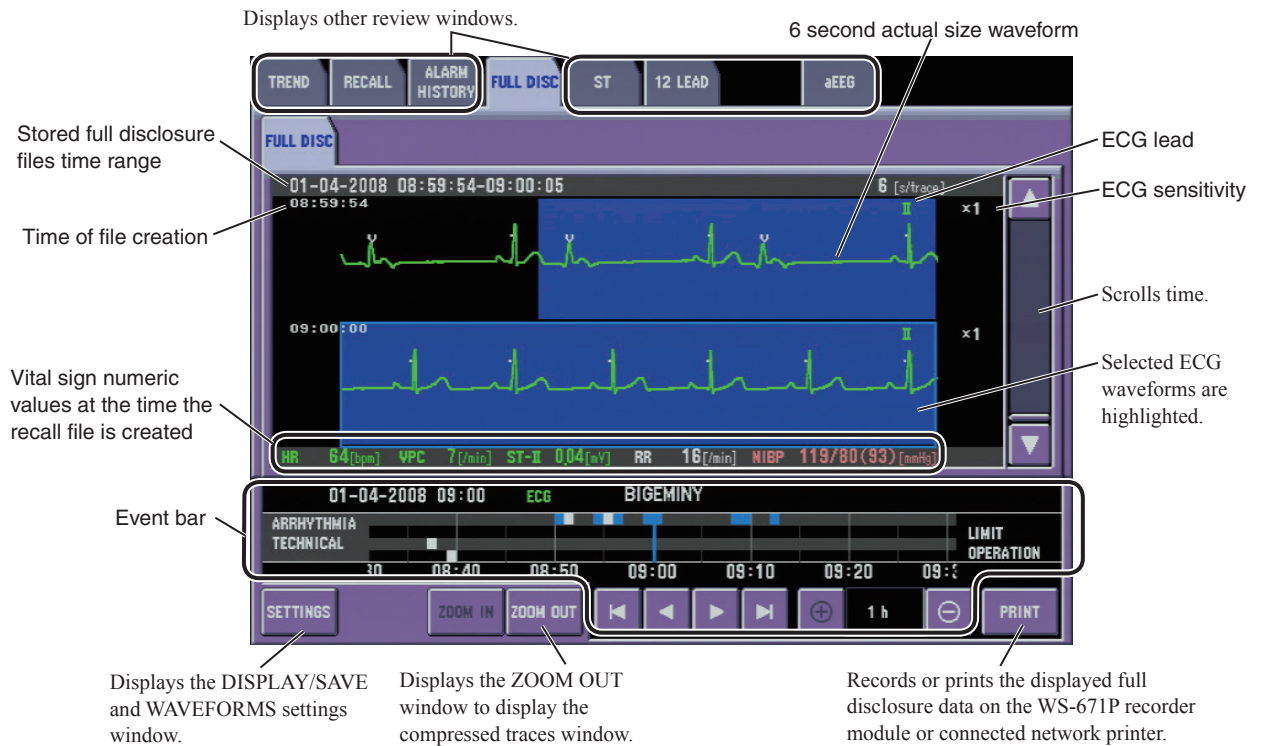 Displays other review windows.
6 second actual size waveform
TREND RECALL ALARM HISTORY FULL DISC ST 12 LEAD aEEG
Stored full disclosure
files time range
FULL DISC
ECG lead
01-04-2008 08:59:54-09:00:05 6 [s/trace]
ECG sensitivity
08:59:54 II ×1
Time of file creation
V V V
Scrolls time.
09:00:00 II ×1
Selected ECG
waveforms are
highlighted.
Vital sign numeric
values at the time the
recall file is created
HR 64[bpm] VPC 7[/min] ST-II 0.04[mV] RR 16[/min] NIBP 119/80(93)[mmHg]
01-04-2008 09:00 ECG BIGEMINY
Event bar
ARRHYTHMIA
TECHNICAL
LIMIT
OPERATION
30 08:40 08:50 09:00 09:10 09:20 09:
SETTINGS ZOOM IN ZOOM OUT 1 h PRINT
Displays the DISPLAY/SAVE
and WAVEFORMS settings
window.
Displays the ZOOM OUT
window to display the
compressed traces window.
Records or prints the displayed full
disclosure data on the WS-671P recorder
module or connected network printer.